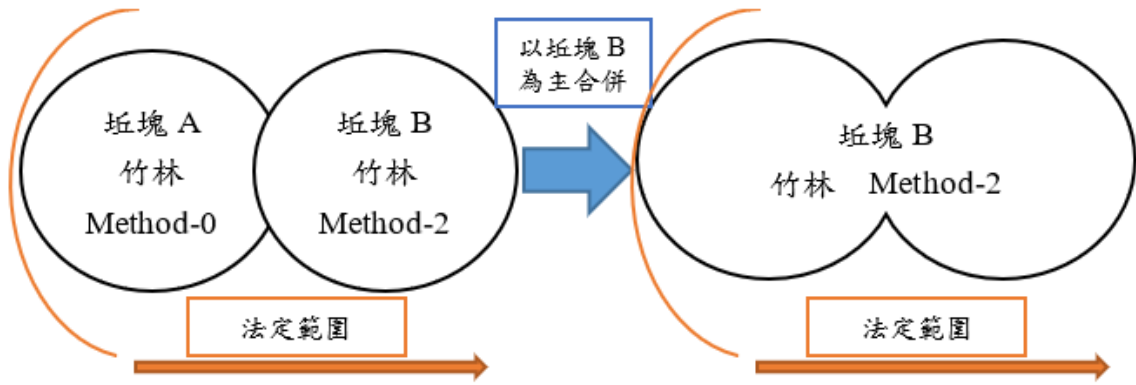 坵塊 A
竹林
Method-0
坵塊 B
竹林
Method-2
法定範圍
以坵塊 B
為主合併
坵塊 B
竹林 Method-2
法定範圍